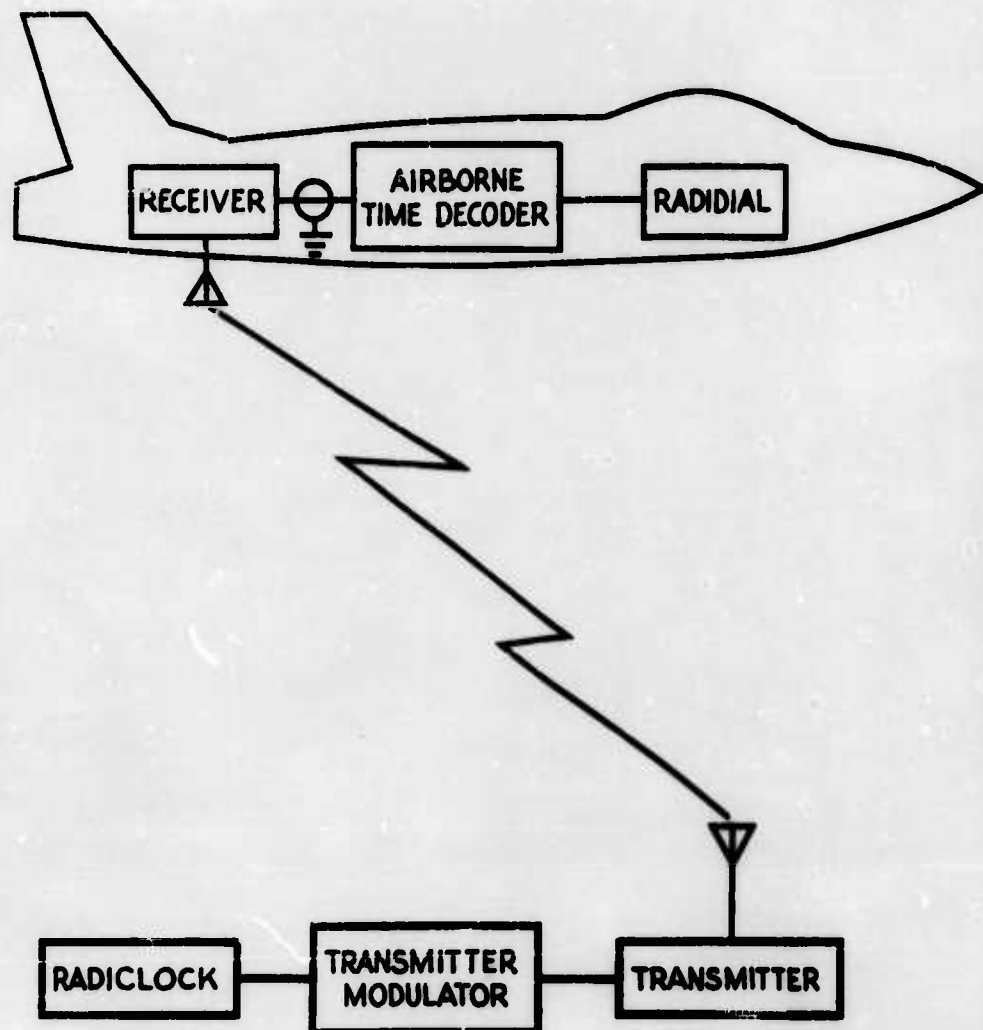 RECEIVER
AIRBORNE
TIME DECODER
RADIDIAL
RADICLOCK
TRANSMITTER
MODULATOR
TRANSMITTER